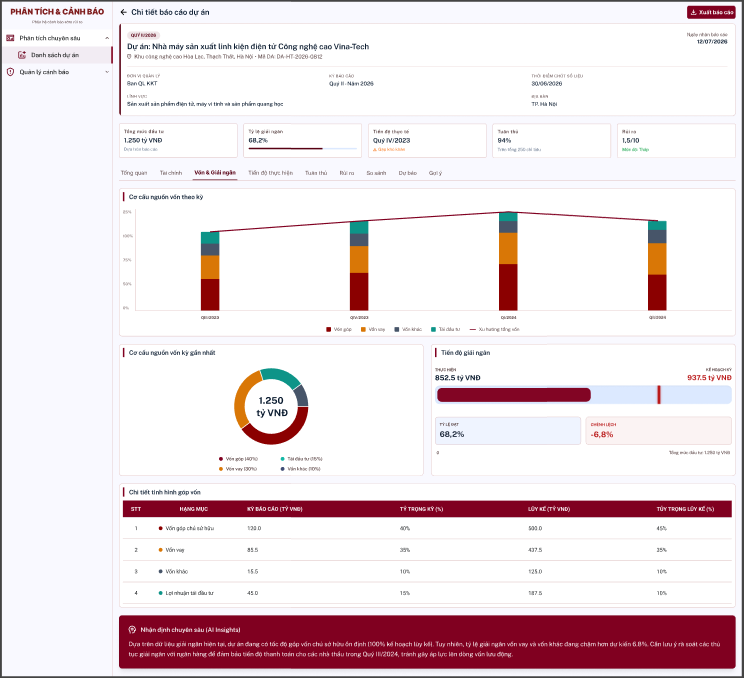 PHÂN TÍCH & CẢNH BÁO
Phân tích chuyên sâu
Danh sách dự án
Quản lý cảnh báo
Chi tiết báo cáo dự án
Xuất báo cáo
QUÝ II/2026
Dự án: Nhà máy sản xuất linh kiện điện tử Công nghệ cao Vina-Tech
Khu công nghệ cao Hòa Lạc, Thạch Thất, Hà Nội • Mã DA: DA-HT-2026-0812
Ngày nhận báo cáo
12/07/2026
ĐƠN VỊ QUẢN LÝ
Ban QL KKT
KỲ BÁO CÁO
Quý II - Năm 2026
THỜI ĐIỂM CHỐT SỐ LIỆU
30/06/2026
LĨNH VỰC
Sản xuất sản phẩm điện tử, máy vi tính và sản phẩm quang học
ĐỊA BÀN
TP. Hà Nội
Tổng mức đầu tư
1.250 tỷ VNĐ
Tỷ lệ giải ngân
68.2%
Tiến độ thực tế
Quý IV/2023
Tuân thủ
94%
Rủi ro
1.5/10
Mức độ: Thấp
Tổng quan
Tài chính
Vốn & Giải ngân
Tiến độ thực hiện
Tuân thủ
Rủi ro
So sánh
Dự báo
Gợi ý
Cơ cấu nguồn vốn theo kỳ
Vốn góp
Vốn vay
Vốn khác
Tái đầu tư
Xu hướng tổng vốn
Cơ cấu nguồn vốn kỳ gần nhất
1.250
tỷ VNĐ
Vốn góp (40%)
Tái đầu tư (15%)
Vốn vay (30%)
Vốn khác (10%)
Tiến độ giải ngân
THỰC HIỆN
852.5 tỷ VNĐ
KẾ HOẠCH KỲ
937.5 tỷ VNĐ
TỶ LỆ ĐẠT
68,2%
CHÊNH LỆCH
-6,8%
0
Tổng mức đầu tư: 1.250 tỷ VNĐ
Chi tiết tình hình góp vốn
STT HẠNG MỤC KỲ BÁO CÁO (TỶ VNĐ) TỶ TRỌNG KỲ (%) LŨY KẾ (TỶ VNĐ) TỶ TRỌNG LŨY KẾ (%)
1 Vốn góp chủ sở hữu 120.0 40% 500.0 45%
2 Vốn vay 85.5 35% 437.5 35%
3 Vốn khác 15.5 10% 125.0 10%
4 Lợi nhuận tái đầu tư 45.0 15% 187.5 10%
Nhận định chuyên sâu (AI Insights)
Dựa trên dữ liệu giải ngân hiện tại, dự án đang có tốc độ góp vốn chủ sở hữu ổn định (100% kế hoạch lũy kế). Tuy nhiên, tỷ lệ giải ngân vốn vay và vốn khác đang chậm hơn dự kiến 6.8%. Cần lưu ý rà soát các thủ
tục giải ngân với ngân hàng để đảm bảo tiến độ thanh toán cho các nhà thầu trong Quý III/2024, tránh gây áp lực lên dòng vốn lưu động.